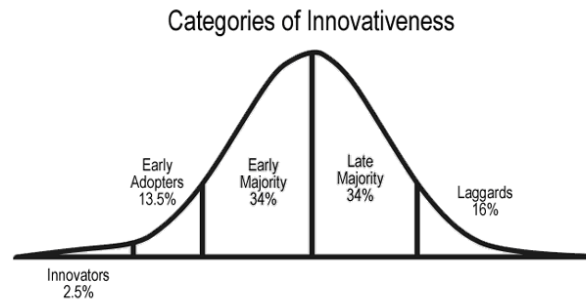 Categories of Innovativeness
Early
Adopters
13.5%
Early
Majority
34%
Late
Majority
34%
Laggards
16%
Innovators
2.5%